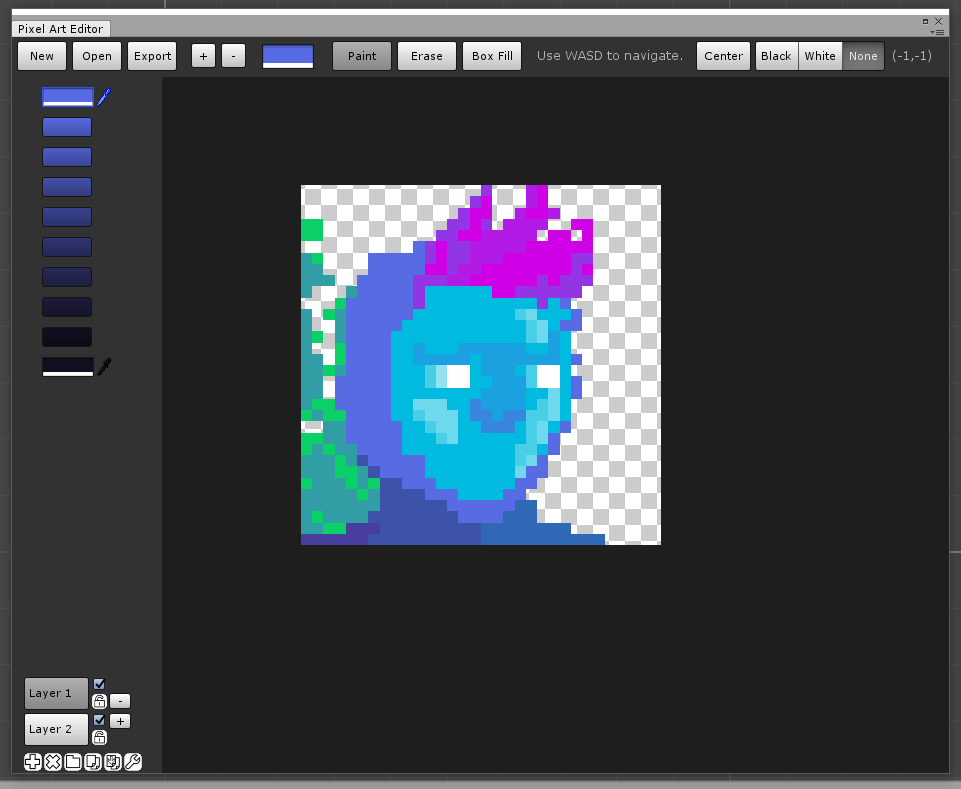 Pixel Art Editor
New Open Export + - Paint Erase Box Fill Use WASD to navigate. Center Black White None (-1,-1)
Layer 1
-
Layer 2
+